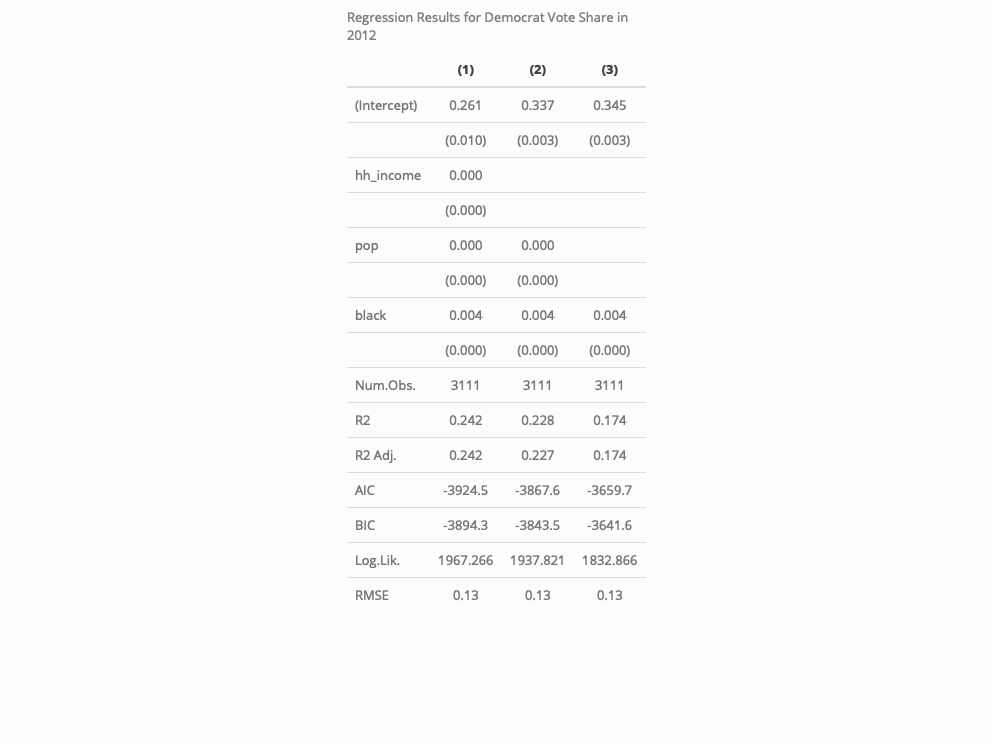 Regression Results for Democrat Vote Share in
2012
(1) (2) (3)
(Intercept) 0.261 0.337 0.345
(0.010) (0.003) (0.003)
hh_income 0.000
(0.000)
pop 0.000 0.000
(0.000) (0.000)
black 0.004 0.004 0.004
(0.000) (0.000) (0.000)
Num.Obs. 3111 3111 3111
R2 0.242 0.228 0.174
R2 Adj. 0.242 0.227 0.174
AIC -3924.5 -3867.6 -3659.7
BIC -3894.3 -3843.5 -3641.6
Log.Lik. 1967.266 1937.821 1832.866
RMSE 0.13 0.13 0.13